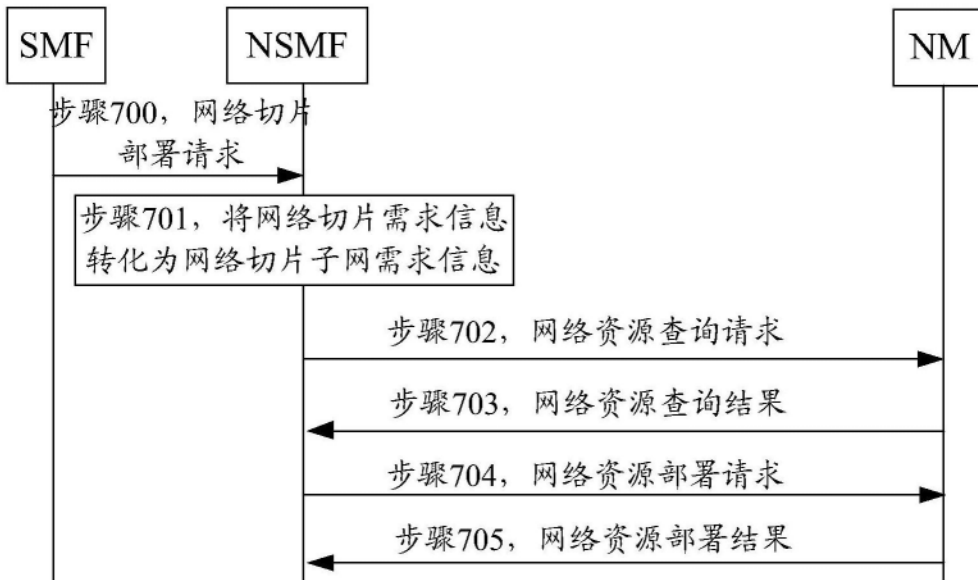 SMF
NSMF
NM
步骤700，网络切片
部署请求
步骤701，将网络切片需求信息
转化为网络切片子网需求信息
步骤702，网络资源查询请求
步骤703，网络资源查询结果
步骤704，网络资源部署请求
步骤705，网络资源部署结果